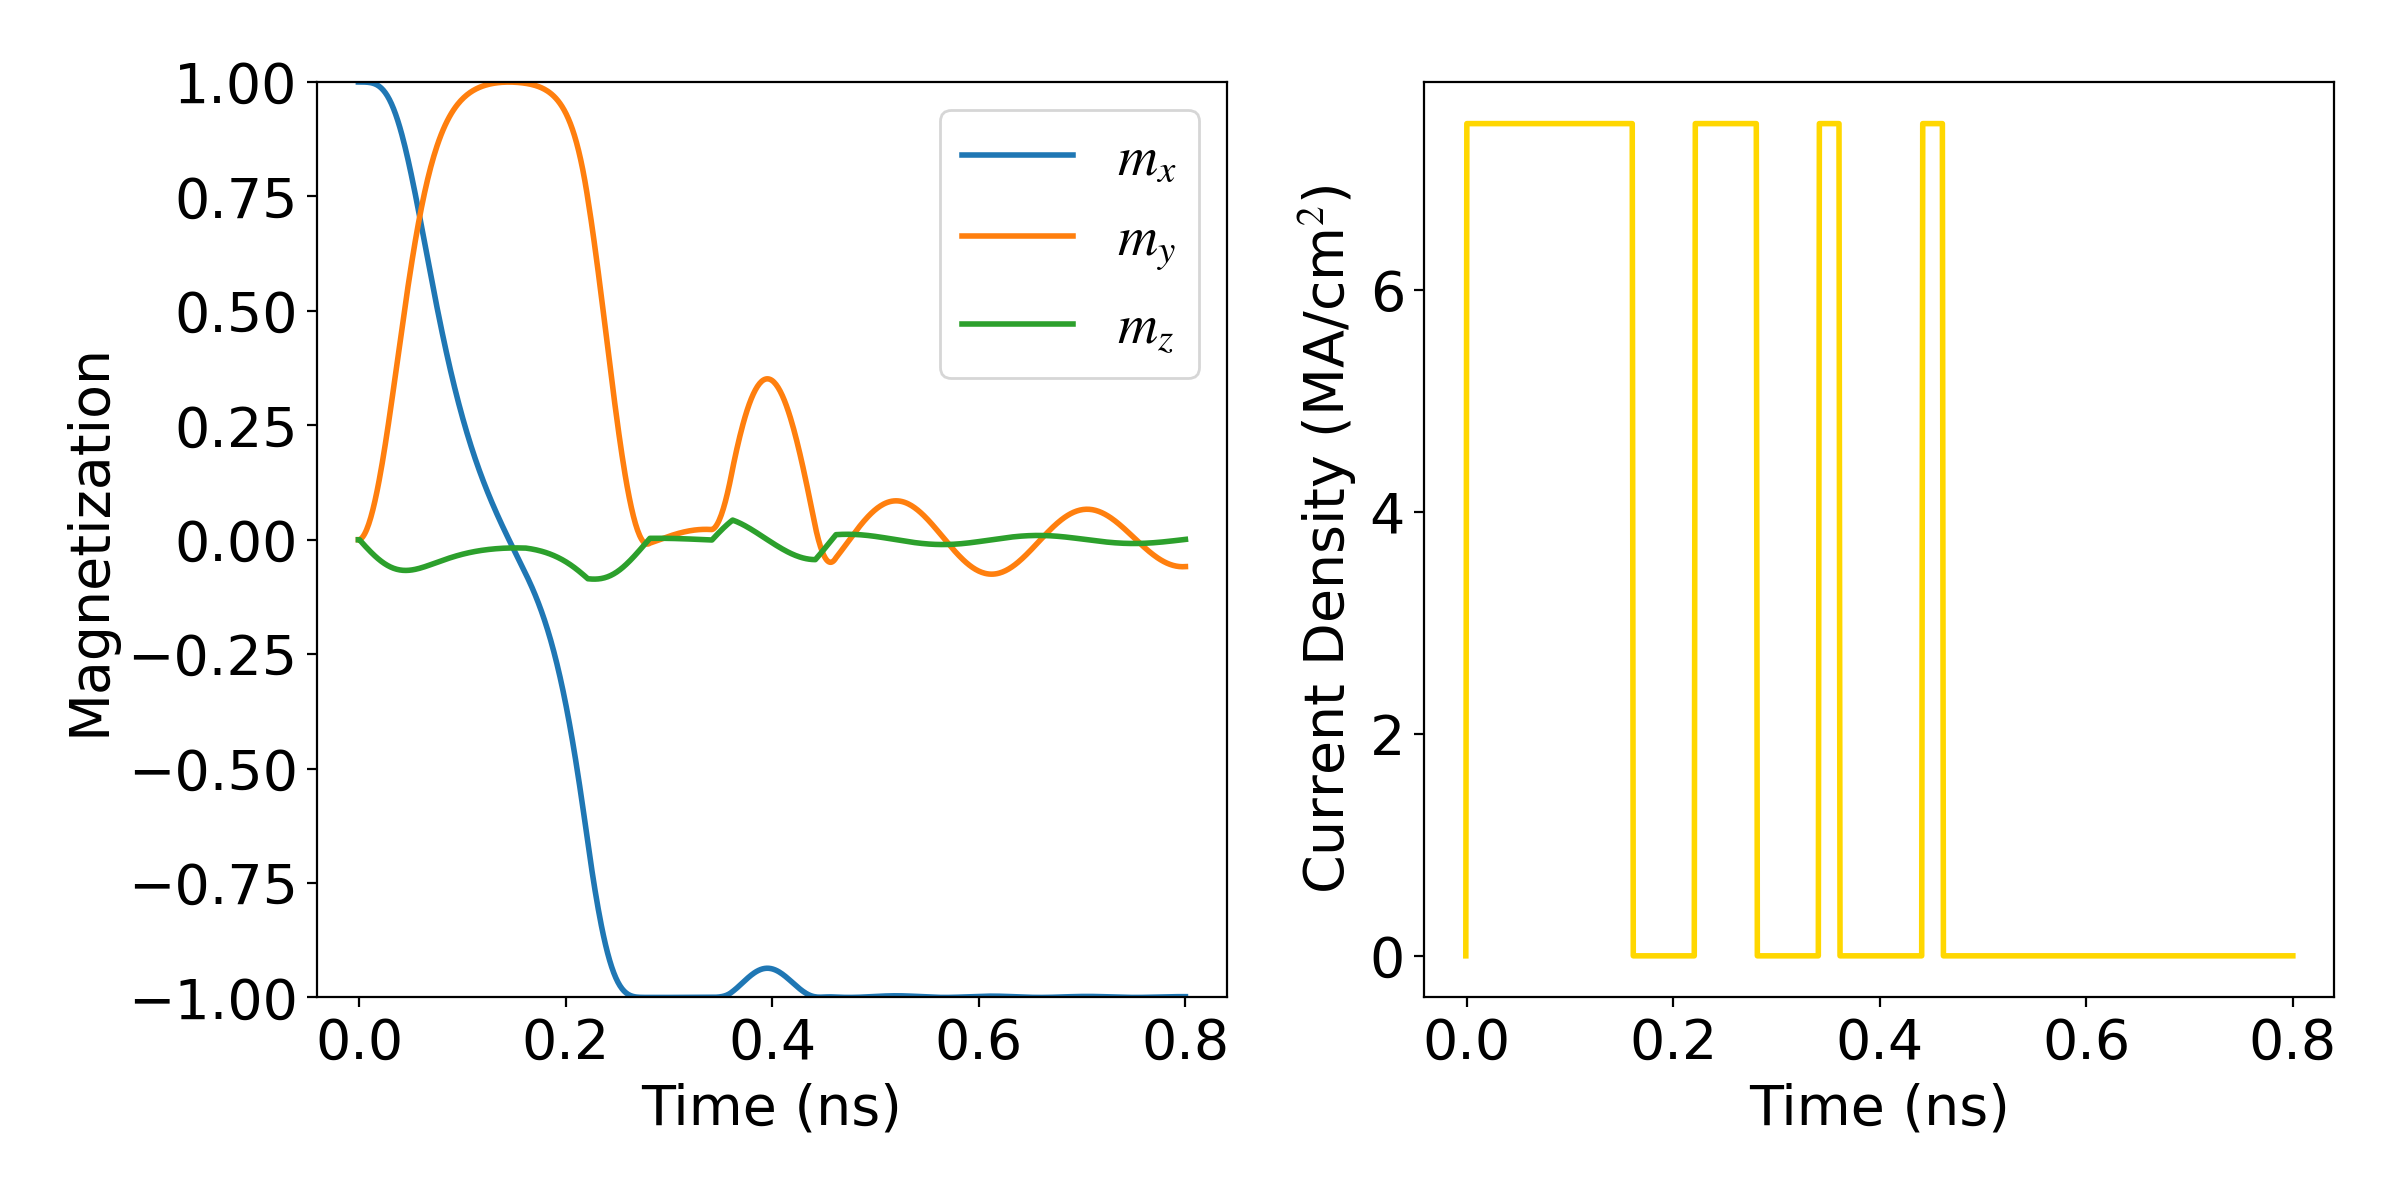 Magnetization
1.00
0.75
0.50
0.25
0.00
−0.25
−0.50
−0.75
−1.00
0.0 0.2 0.4 0.6 0.8
Time (ns)
m_x
m_y
m_z
Current Density (MA/cm²)
6
4
2
0
0.0 0.2 0.4 0.6 0.8
Time (ns)